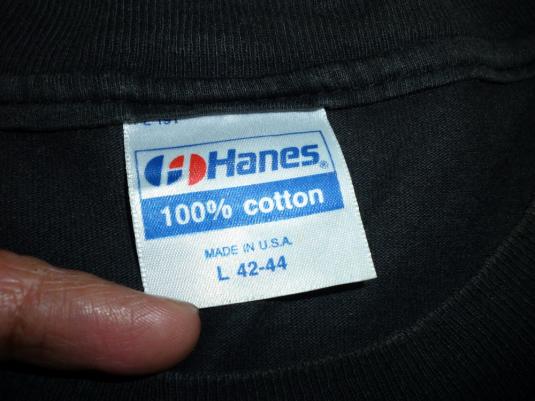 Hanes®
100% cotton
MADE IN U.S.A.
L 42-44